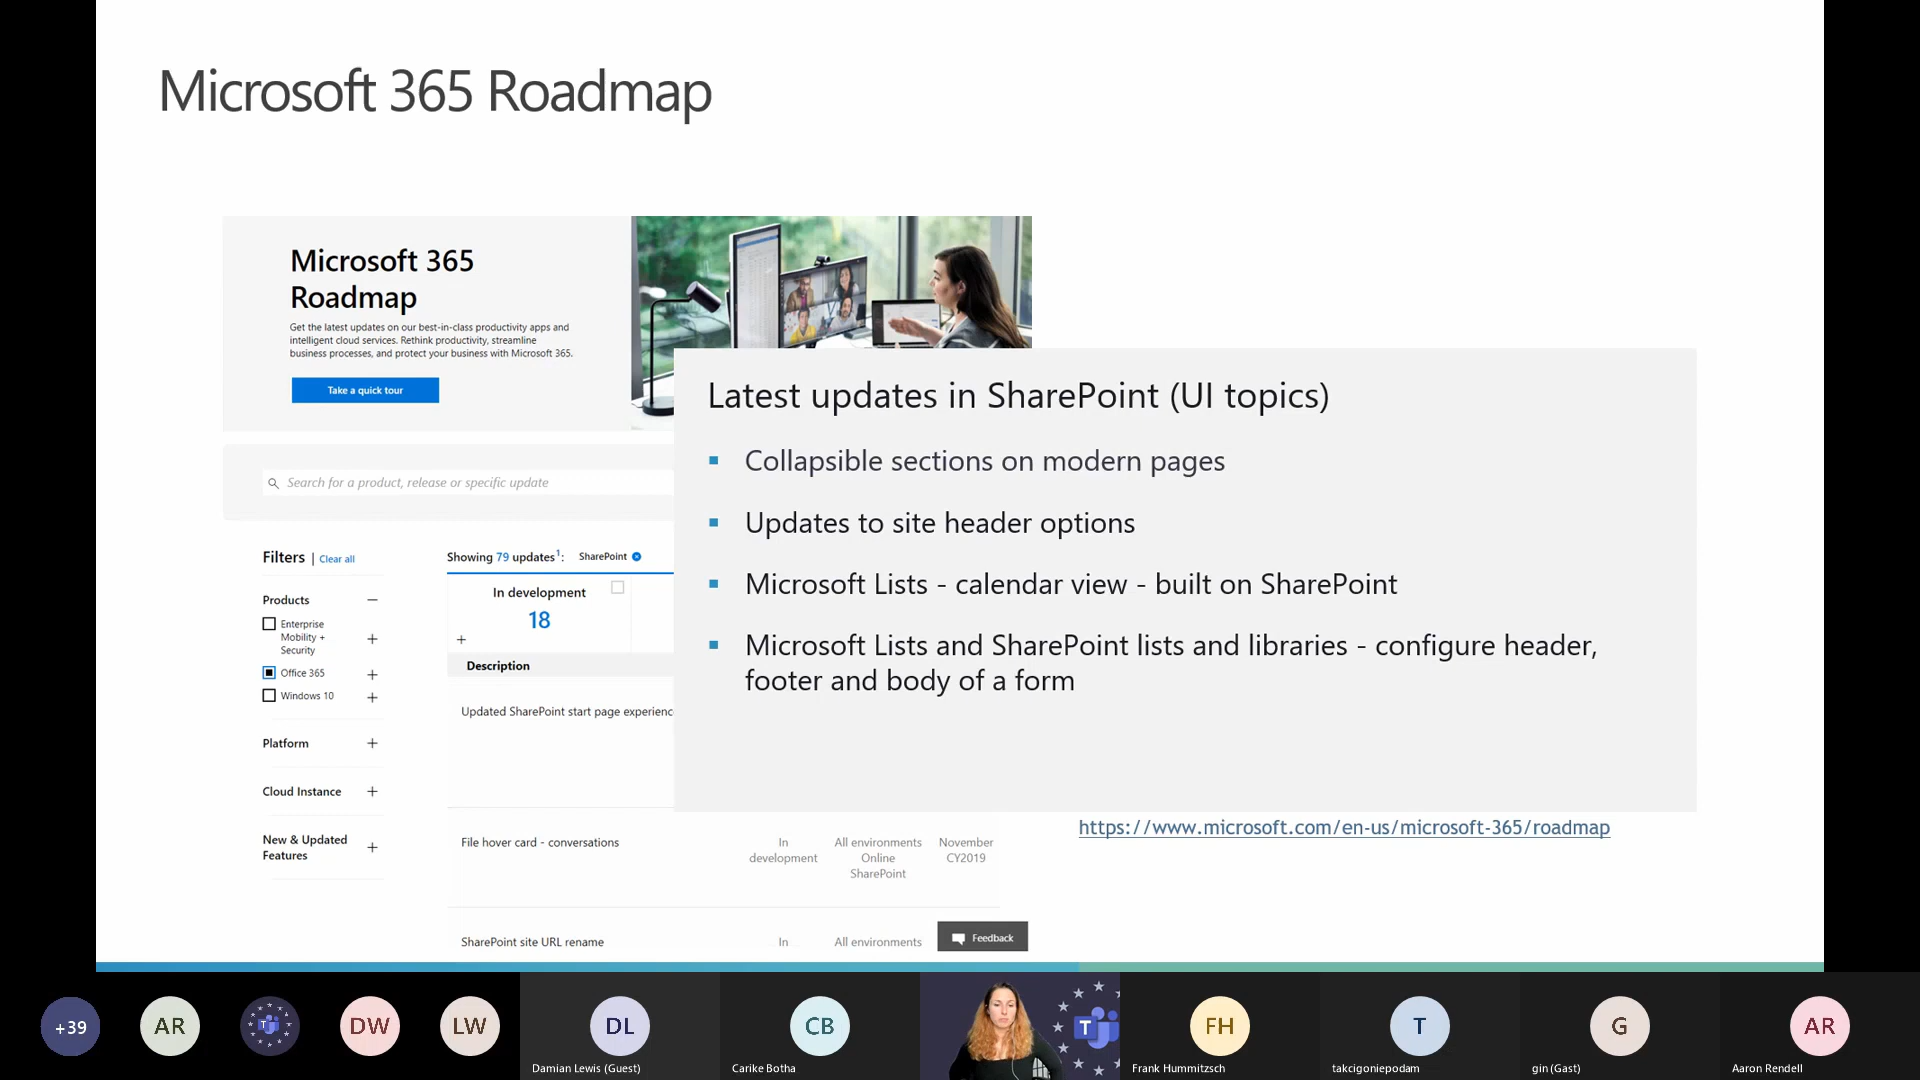 Microsoft 365 Roadmap
Microsoft 365
Roadmap
Get the latest updates on our best-in-class productivity apps and
intelligent cloud services. Rethink productivity, streamline
business processes, and protect your business with Microsoft 365.
Take a quick tour
Search for a product, release or specific update
Filters | Clear all
Products
Enterprise
Mobility +
Security
Office 365
Windows 10
Platform
Cloud Instance
New & Updated
Features
Showing 79 updates1: SharePoint
In development
18
Description
Updated SharePoint start page experienc
File hover card - conversations
In
development
All environments
Online
SharePoint
November
CY2019
SharePoint site URL rename
In
All environments
Feedback
Latest updates in SharePoint (UI topics)
Collapsible sections on modern pages
Updates to site header options
Microsoft Lists - calendar view - built on SharePoint
Microsoft Lists and SharePoint lists and libraries - configure header,
footer and body of a form
https://www.microsoft.com/en-us/microsoft-365/roadmap
+39
AR
T
DW
LW
DL
Damian Lewis (Guest)
CB
Carike Botha
T
FH
Frank Hummitzsch
T
takcigoniepodam
G
gin (Gast)
AR
Aaron Rendell